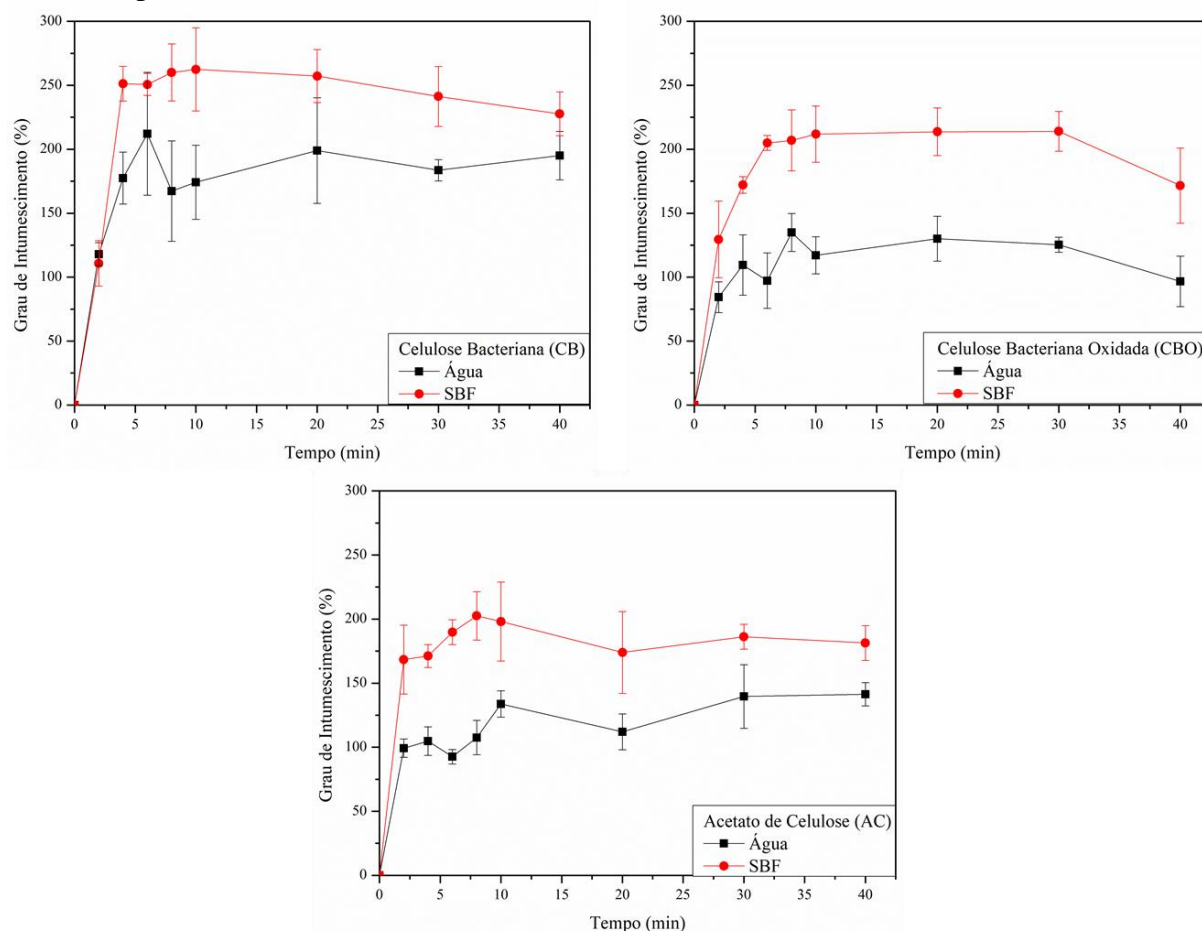 300
250
200
150
100
50
0
Grau de Intumescimento (%)
Celulose Bacteriana (CB)
Água
SBF
0 5 10 15 20 25 30 35 40
Tempo (min)
300
250
200
150
100
50
0
Grau de Intumescimento (%)
Celulose Bacteriana Oxidada (CBO)
Água
SBF
0 5 10 15 20 25 30 35 40
Tempo (min)
300
250
200
150
100
50
0
Grau de Intumescimento (%)
Acetato de Celulose (AC)
Água
SBF
0 5 10 15 20 25 30 35 40
Tempo (min)